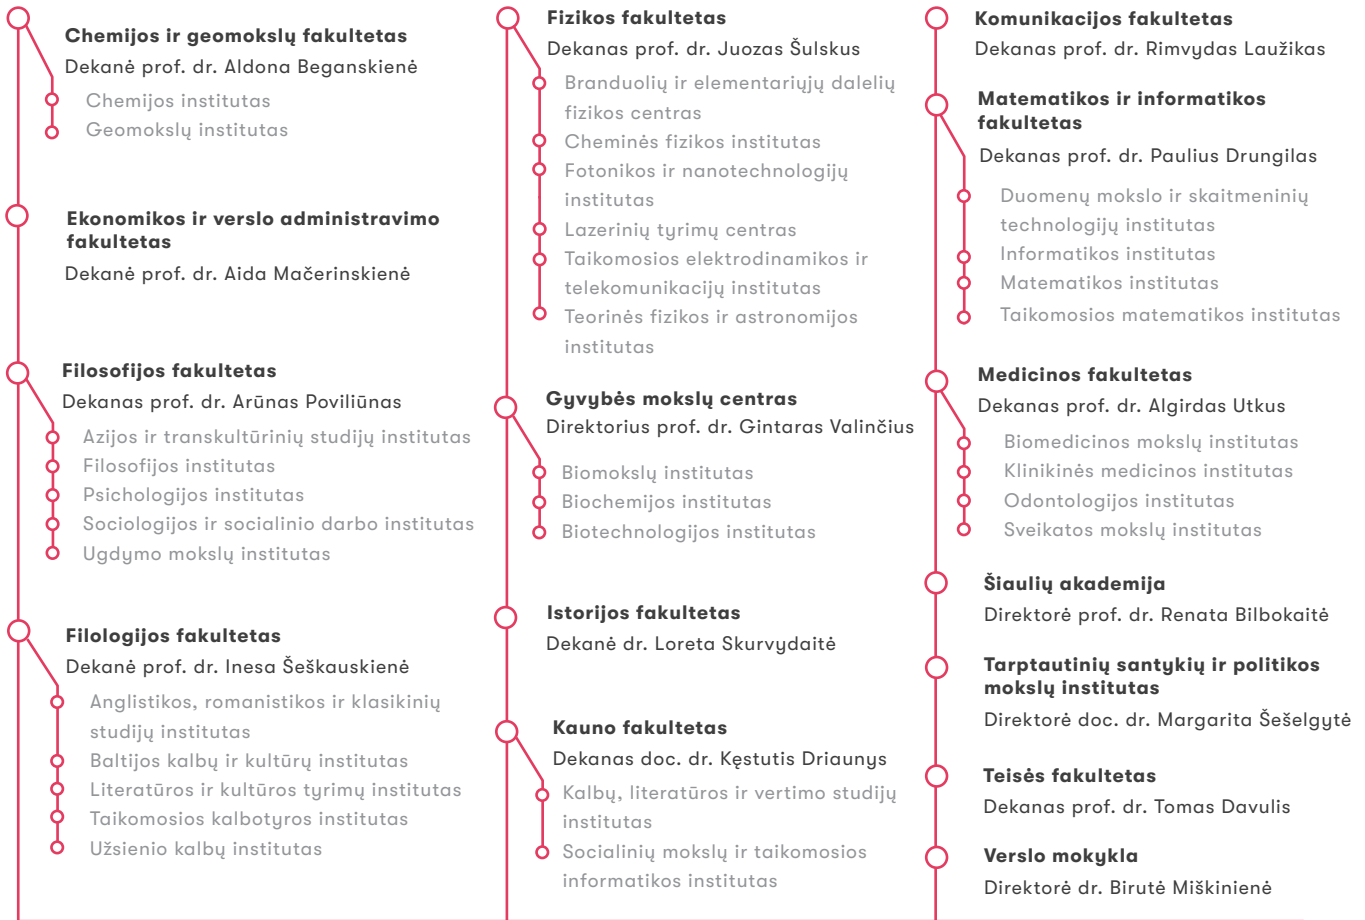 Chemijos ir geomokslų fakultetas
Dekanė prof. dr. Aldona Beganskienė
Chemijos institutas
Geomokslų institutas
Ekonomikos ir verslo administravimo
fakultetas
Dekanė prof. dr. Aida Mačerinskienė
Filosofijos fakultetas
Dekanas prof. dr. Arūnas Poviliūnas
Azijos ir transkultūrinių studijų institutas
Filosofijos institutas
Psichologijos institutas
Sociologijos ir socialinio darbo institutas
Ugdymo mokslų institutas
Filologijos fakultetas
Dekanė prof. dr. Inesa Šeškauskienė
Anglistikos, romanistikos ir klasikinių
studijų institutas
Baltijos kalbų ir kultūrų institutas
Literatūros ir kultūros tyrimų institutas
Taikomosios kalbotyros institutas
Užsienio kalbų institutas
Fizikos fakultetas
Dekanas prof. dr. Juozas Šulskus
Branduolių ir elementariųjų dalelių
fizikos centras
Cheminės fizikos institutas
Fotonikos ir nanotechnologijų
institutas
Lazerinių tyrimų centras
Taikomosios elektrodinamikos ir
telekomunikacijų institutas
Teorinės fizikos ir astronomijos
institutas
Gyvybės mokslų centras
Direktorius prof. dr. Gintaras Valinčius
Biomokslų institutas
Biochemijos institutas
Biotechnologijos institutas
Istorijos fakultetas
Dekanė dr. Loreta Skurvydaitė
Kauno fakultetas
Dekanas doc. dr. Kęstutis Driaunys
Kalbų, literatūros ir vertimo studijų
institutas
Socialinių mokslų ir taikomosios
informatikos institutas
Komunikacijos fakultetas
Dekanas prof. dr. Rimvydas Laužikas
Matematikos ir informatikos
fakultetas
Dekanas prof. dr. Paulius Drungilas
Duomenų mokslo ir skaitmeninių
technologijų institutas
Informatikos institutas
Matematikos institutas
Taikomosios matematikos institutas
Medicinos fakultetas
Dekanas prof. dr. Algirdas Utkus
Biomedicinos mokslų institutas
Klinikinės medicinos institutas
Odontologijos institutas
Sveikatos mokslų institutas
Šiaulių akademija
Direktorė prof. dr. Renata Bilbokaitė
Tarptautinių santykių ir politikos
mokslų institutas
Direktorė doc. dr. Margarita Šešelgytė
Teisės fakultetas
Dekanas prof. dr. Tomas Davulis
Verslo mokykla
Direktorė dr. Birutė Miškinienė